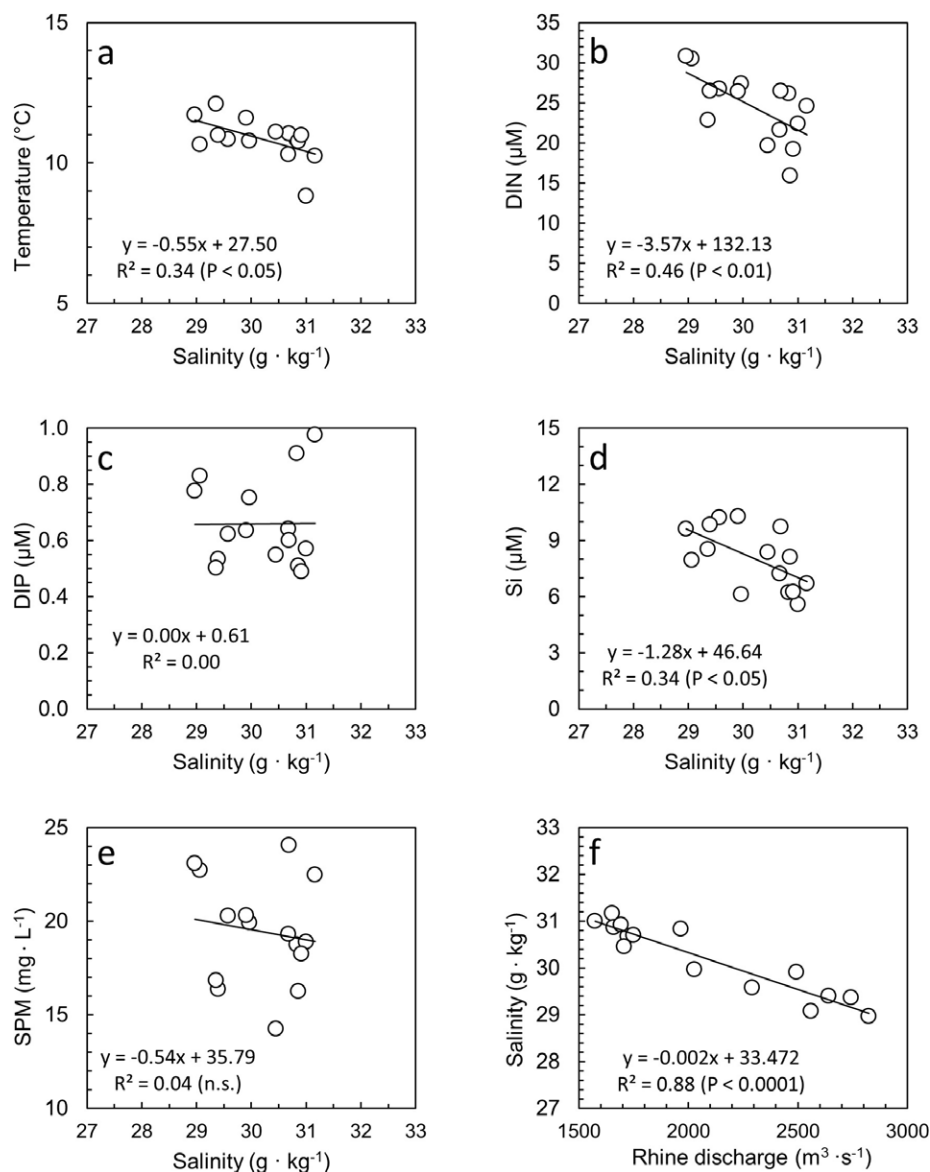 a
15
10
5
Temperature (°C)
y = -0.55x + 27.50
R² = 0.34 (P < 0.05)
27 28 29 30 31 32 33
Salinity (g · kg⁻¹)
b
35
30
25
20
15
10
5
0
DIN (µM)
y = -3.57x + 132.13
R² = 0.46 (P < 0.01)
27 28 29 30 31 32 33
Salinity (g · kg⁻¹)
c
1.0
0.8
0.6
0.4
0.2
0.0
DIP (µM)
y = 0.00x + 0.61
R² = 0.00
27 28 29 30 31 32 33
Salinity (g · kg⁻¹)
d
15
12
9
6
3
0
Si (µM)
y = -1.28x + 46.64
R² = 0.34 (P < 0.05)
27 28 29 30 31 32 33
Salinity (g · kg⁻¹)
e
25
20
15
10
SPM (mg · L⁻¹)
y = -0.54x + 35.79
R² = 0.04 (n.s.)
27 28 29 30 31 32 33
Salinity (g · kg⁻¹)
f
33
32
31
30
29
28
27
Salinity (g · kg⁻¹)
y = -0.002x + 33.472
R² = 0.88 (P < 0.0001)
1500 2000 2500 3000
Rhine discharge (m³ ·s⁻¹)